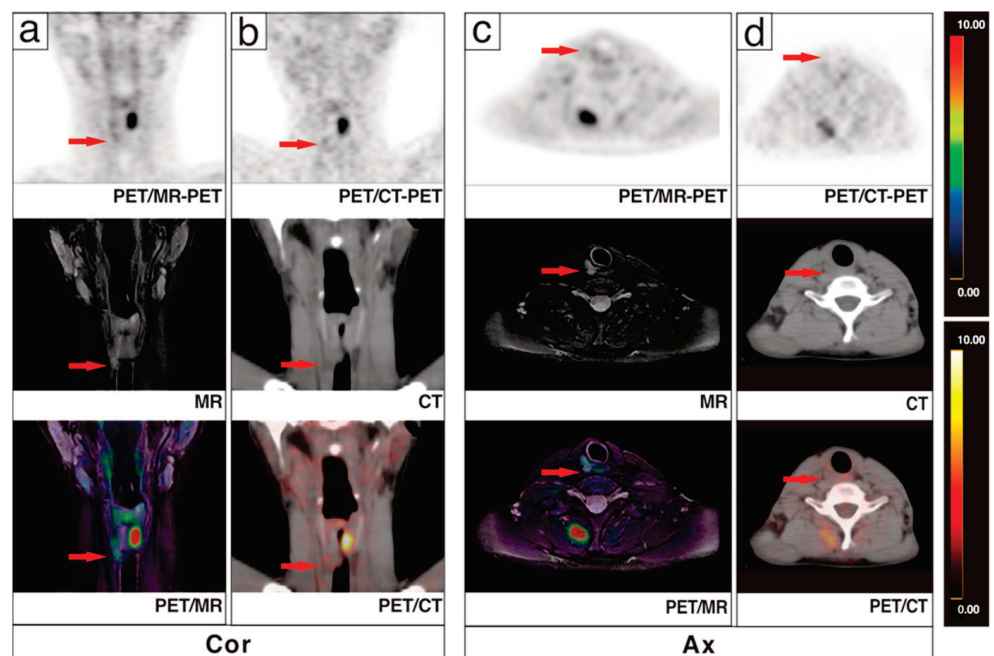 a
b
c
d
10.00
0.00
PET/MR-PET
PET/CT-PET
PET/MR-PET
PET/CT-PET
MR
CT
MR
CT
10.00
0.00
PET/MR
PET/CT
PET/MR
PET/CT
Cor
Ax